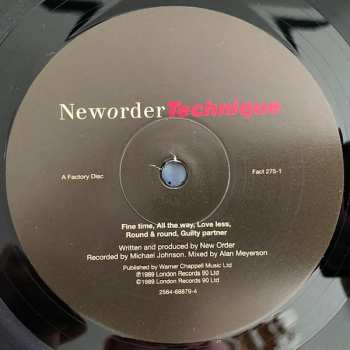 Neworder Technique
A Factory Disc
Fact 275-1
Fine time, All the way, Love less,
Round & round, Guilty partner
Written and produced by New Order
Recorded by Michael Johnson. Mixed by Alan Meyerson
Published by Warner Chappell Music Ltd
℗1989 London Records 90 Ltd
©1989 London Records 90 Ltd
2564-68879-4